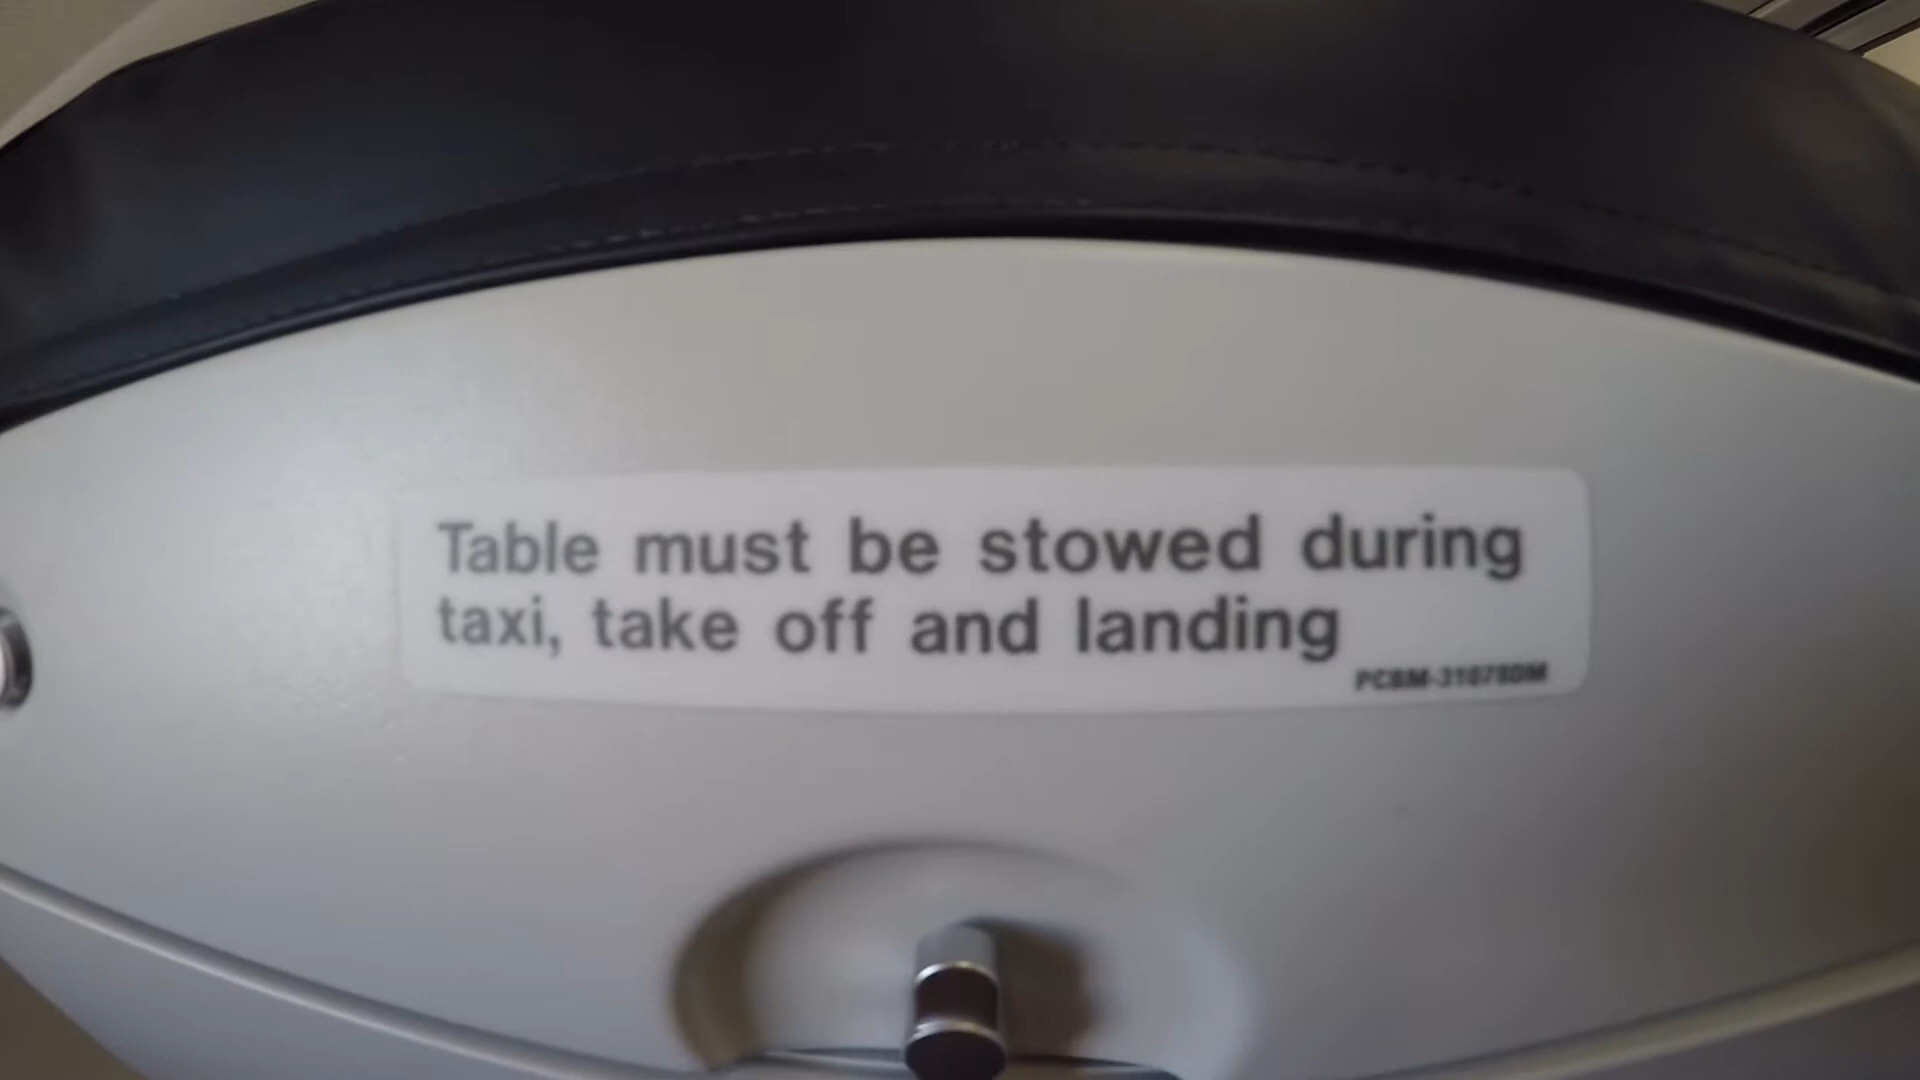 Table must be stowed during
taxi, take off and landing